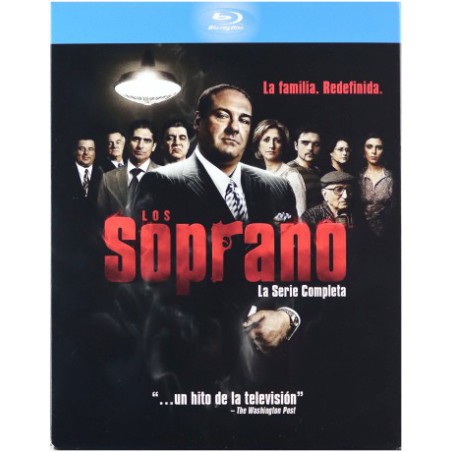 Blu-ray Disc
La familia. Redefinida.
LOS
Soprano
La Serie Completa
“...un hito de la televisión”
– The Washington Post